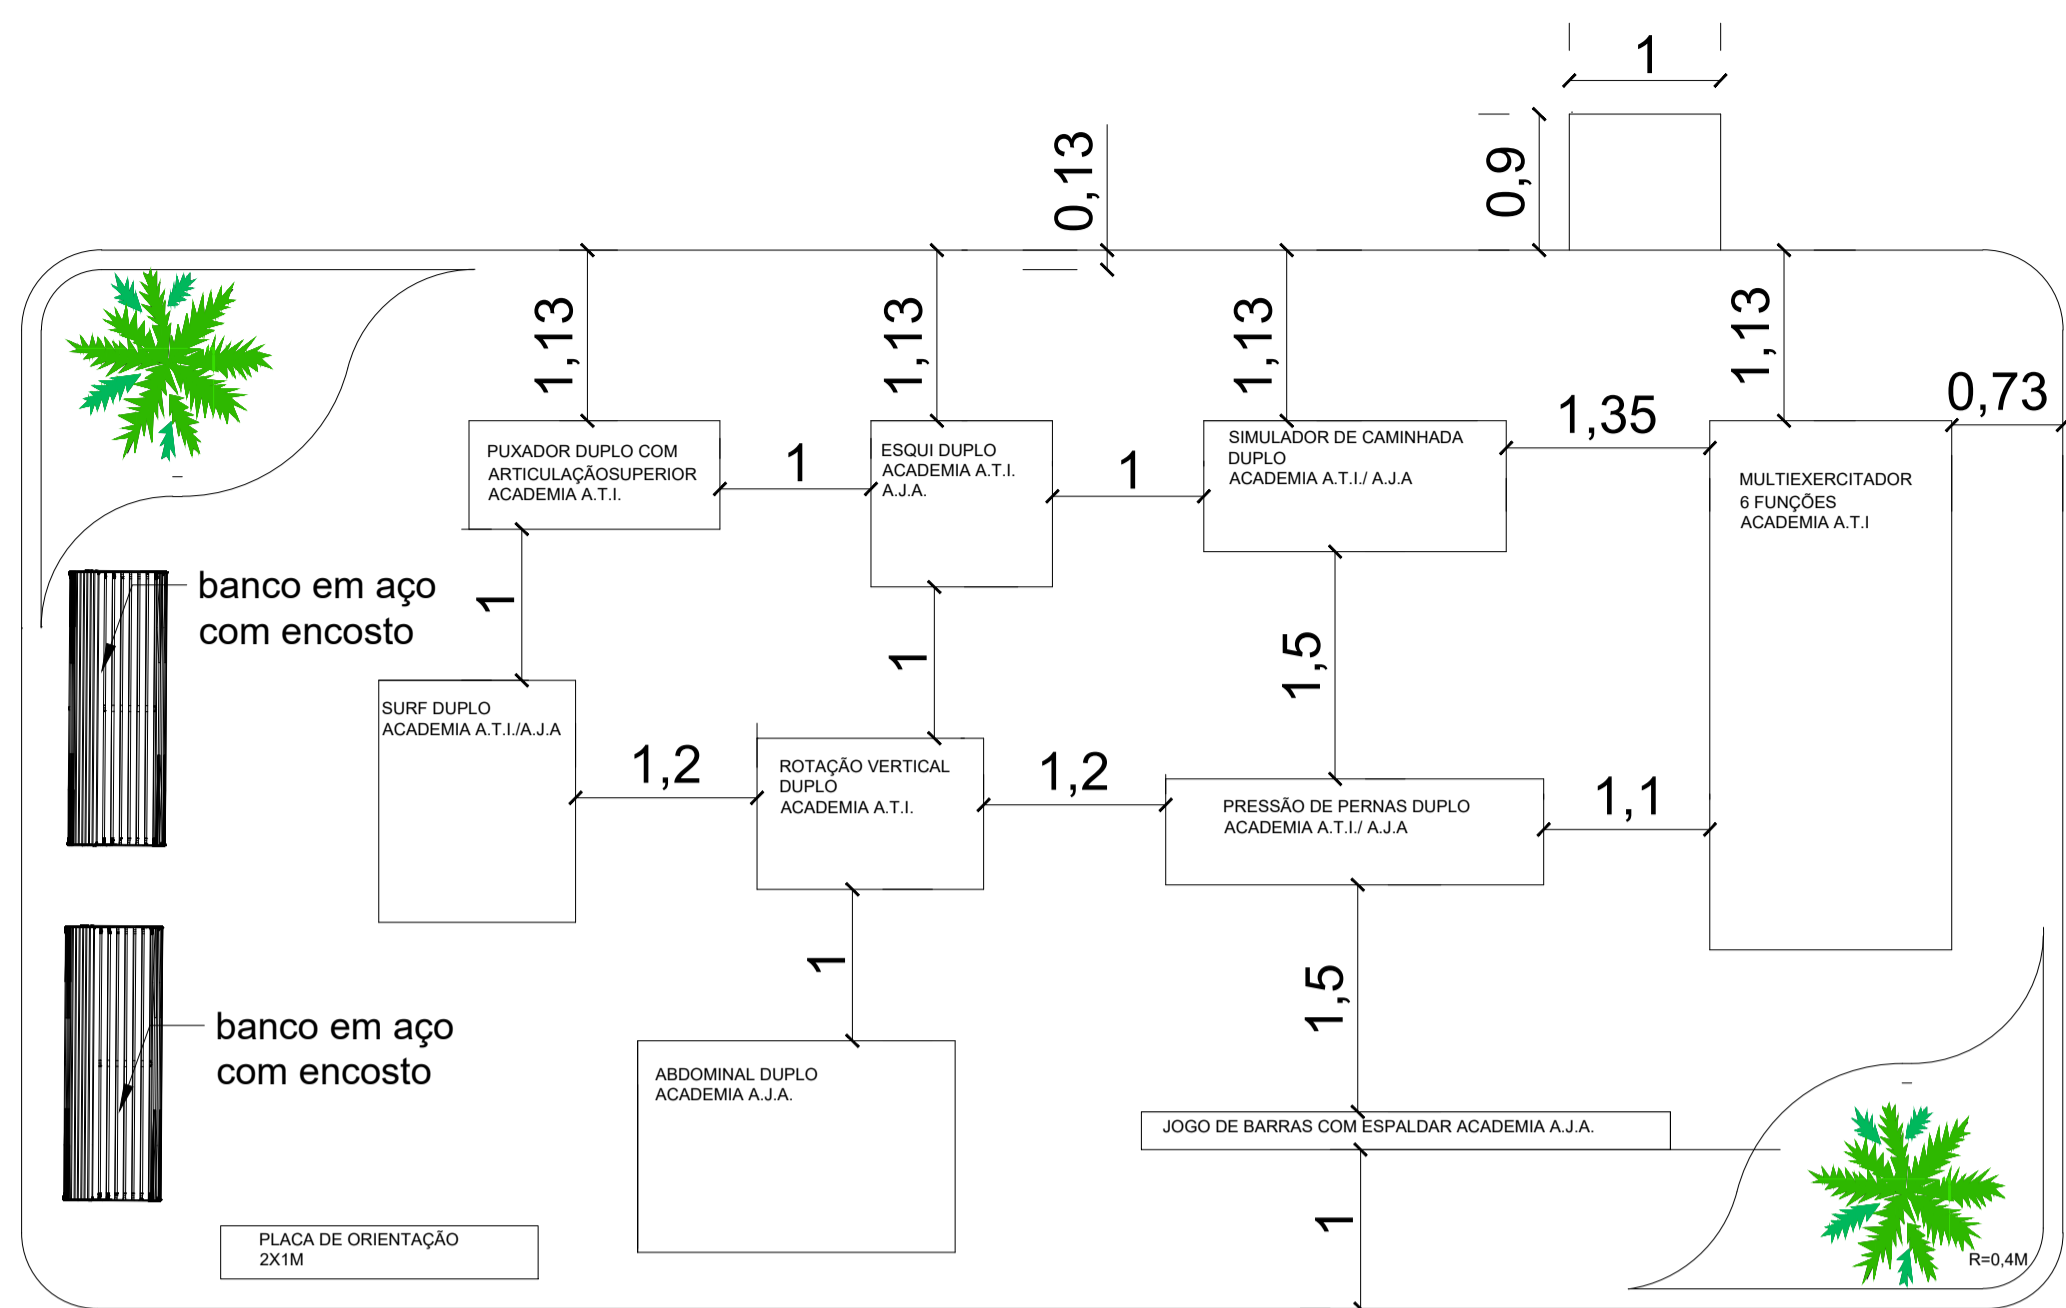 1
0,9
0,13
1,13
1,13
1,13
1,13
0,73
1,35
PUXADOR DUPLO COM
ARTICULAÇÃOSUPERIOR
ACADEMIA A.T.I.
1
ESQUI DUPLO
ACADEMIA A.T.I.
A.J.A.
1
SIMULADOR DE CAMINHADA
DUPLO
ACADEMIA A.T.I./ A.J.A
MULTIEXERCITADOR
6 FUNÇÕES
ACADEMIA A.T.I
banco em aço
com encosto
1
1
1,5
SURF DUPLO
ACADEMIA A.T.I./A.J.A
1,2
ROTAÇÃO VERTICAL
DUPLO
ACADEMIA A.T.I.
1,2
PRESSÃO DE PERNAS DUPLO
ACADEMIA A.T.I./ A.J.A
1,1
1
1,5
banco em aço
com encosto
ABDOMINAL DUPLO
ACADEMIA A.J.A.
JOGO DE BARRAS COM ESPALDAR ACADEMIA A.J.A.
1
PLACA DE ORIENTAÇÃO
2X1M
R=0,4M